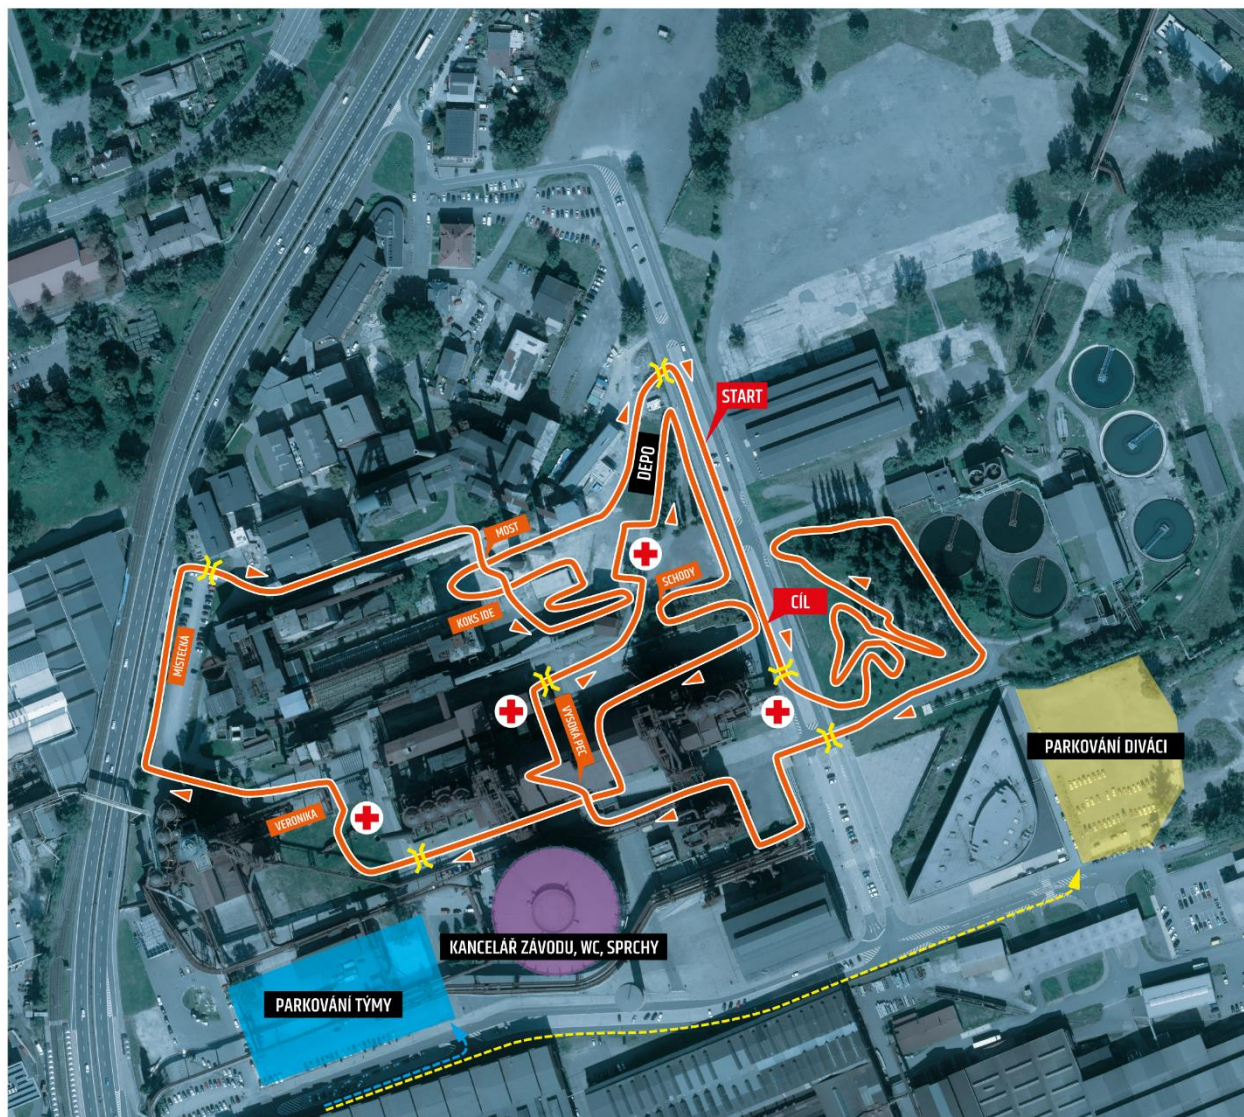 START
DEPO
MOST
SCHODY
CÍL
KOKS IDE
MÍSTECKÁ
VYSOKÁ PEC
PARKOVÁNÍ DIVÁCI
VERONIKA
KANCELÁŘ ZÁVODU, WC, SPRCHY
PARKOVÁNÍ TÝMY